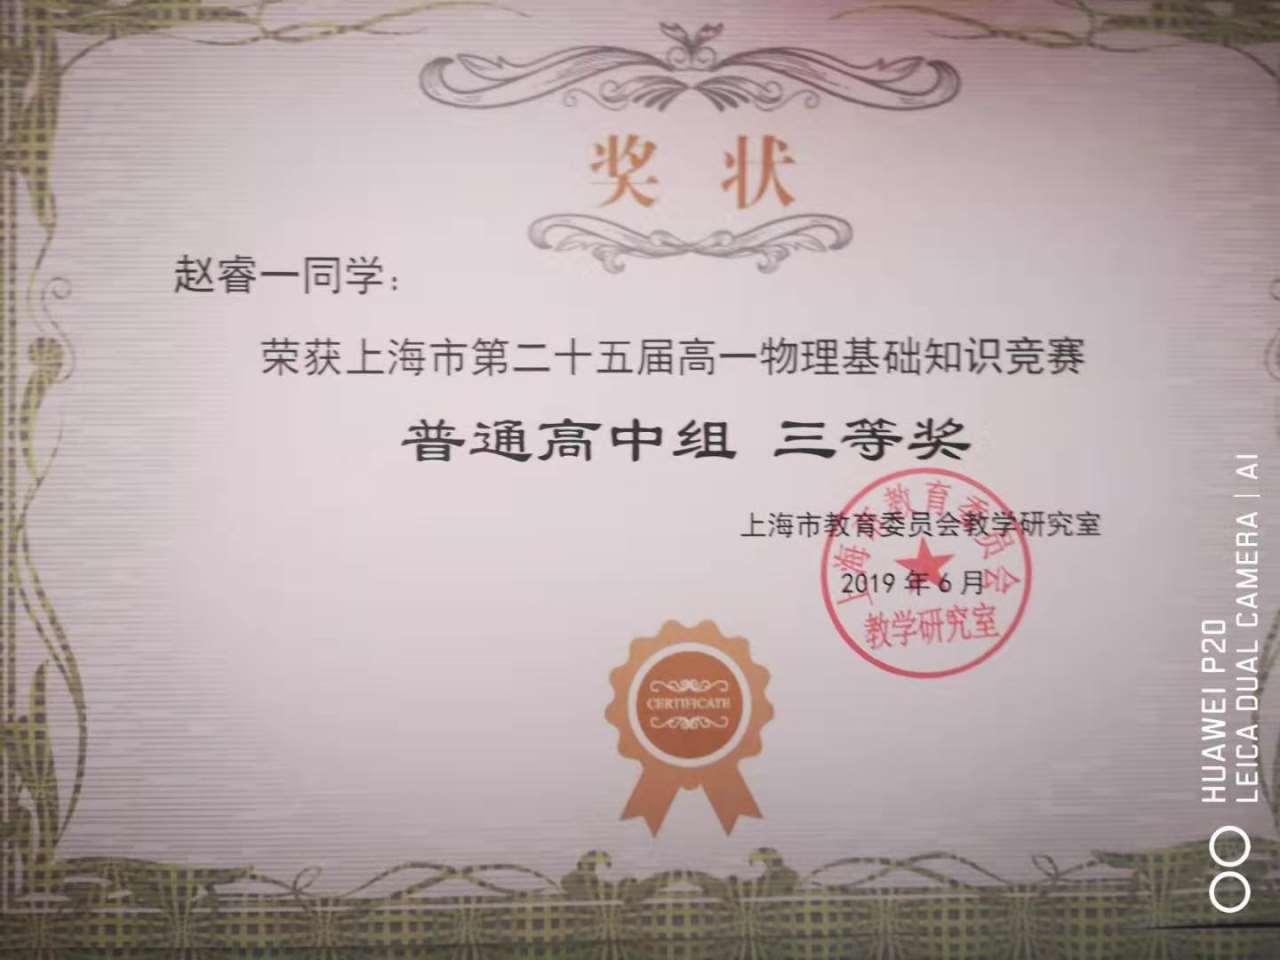 奖 状
赵睿一同学：
荣获上海市第二十五届高一物理基础知识竞赛
普通高中组 三等奖
上海市教育委员会教学研究室
2019 年 6 月
上海市教育委员会
教学研究室
CERTIFICATE
HUAWEI P20
LEICA DUAL CAMERA | AI